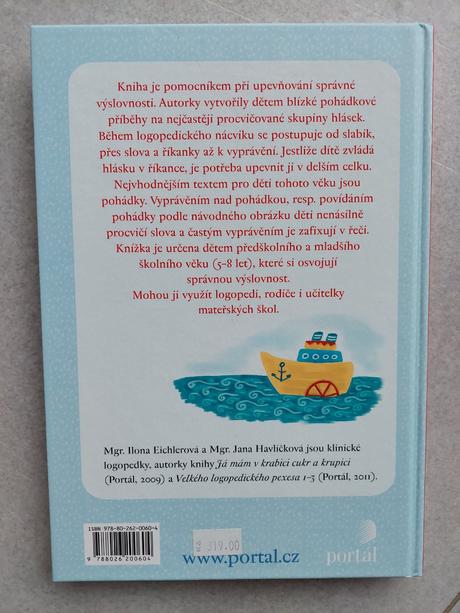 Kniha je pomocníkem při upevňování správné
výslovnosti. Autorky vytvořily dětem blízké pohádkové
příběhy na nejčastěji procvičované skupiny hlásek.
Během logopedického nácviku se postupuje od slabik,
přes slova a říkanky až k vyprávění. Jestliže dítě zvládá
hlásku v říkance, je potřeba upevnit ji v delším celku.
Nejvhodnějším textem pro děti tohoto věku jsou
pohádky. Vyprávěním nad pohádkou, resp. povídáním
pohádky podle návodného obrázku děti nenásilně
procvičí slova a častým vyprávěním je zafixují v řeči.
Knížka je určena dětem předškolního a mladšího
školního věku (5–8 let), které si osvojují
správnou výslovnost.
Mohou ji využít logopedi, rodiče i učitelky
mateřských škol.
Mgr. Ilona Eichlerová a Mgr. Jana Havlíčková jsou klinické
logopedky, autorky knihy Já mám v krabici cukr a krupici
(Portál, 2009) a Velkého logopedického pexesa 1–3 (Portál, 2011).
ISBN 978-80-262-0060-4
9 788026 200604
319.00
www.portal.cz
portál